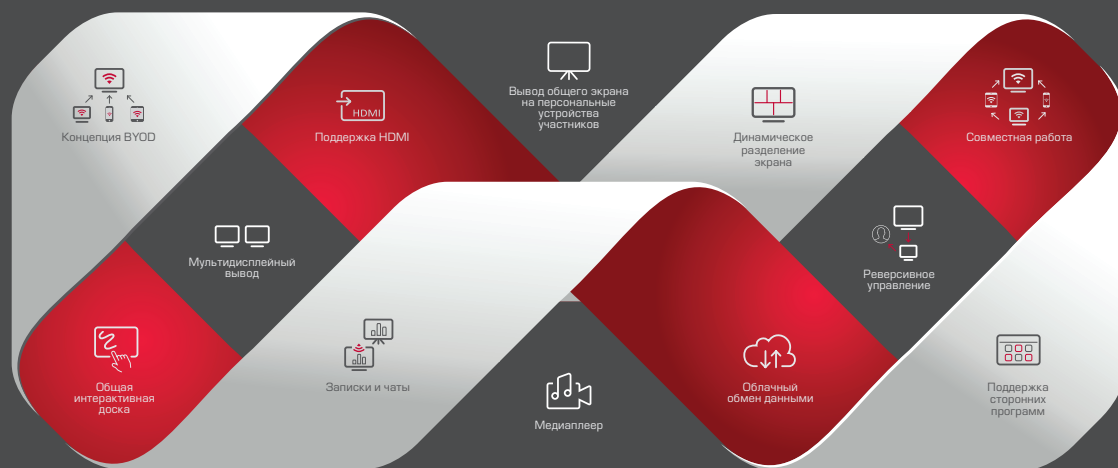 Концепция BYOD
HDMI
Поддержка HDMI
Вывод общего экрана
на персональные
устройства
участников
Динамическое
разделение
экрана
Совместная работа
Мультидисплейный
вывод
Реверсивное
управление
Общая
интерактивная
доска
Записки и чаты
Медиаплеер
Облачный
обмен данными
Поддержка
сторонних
программ